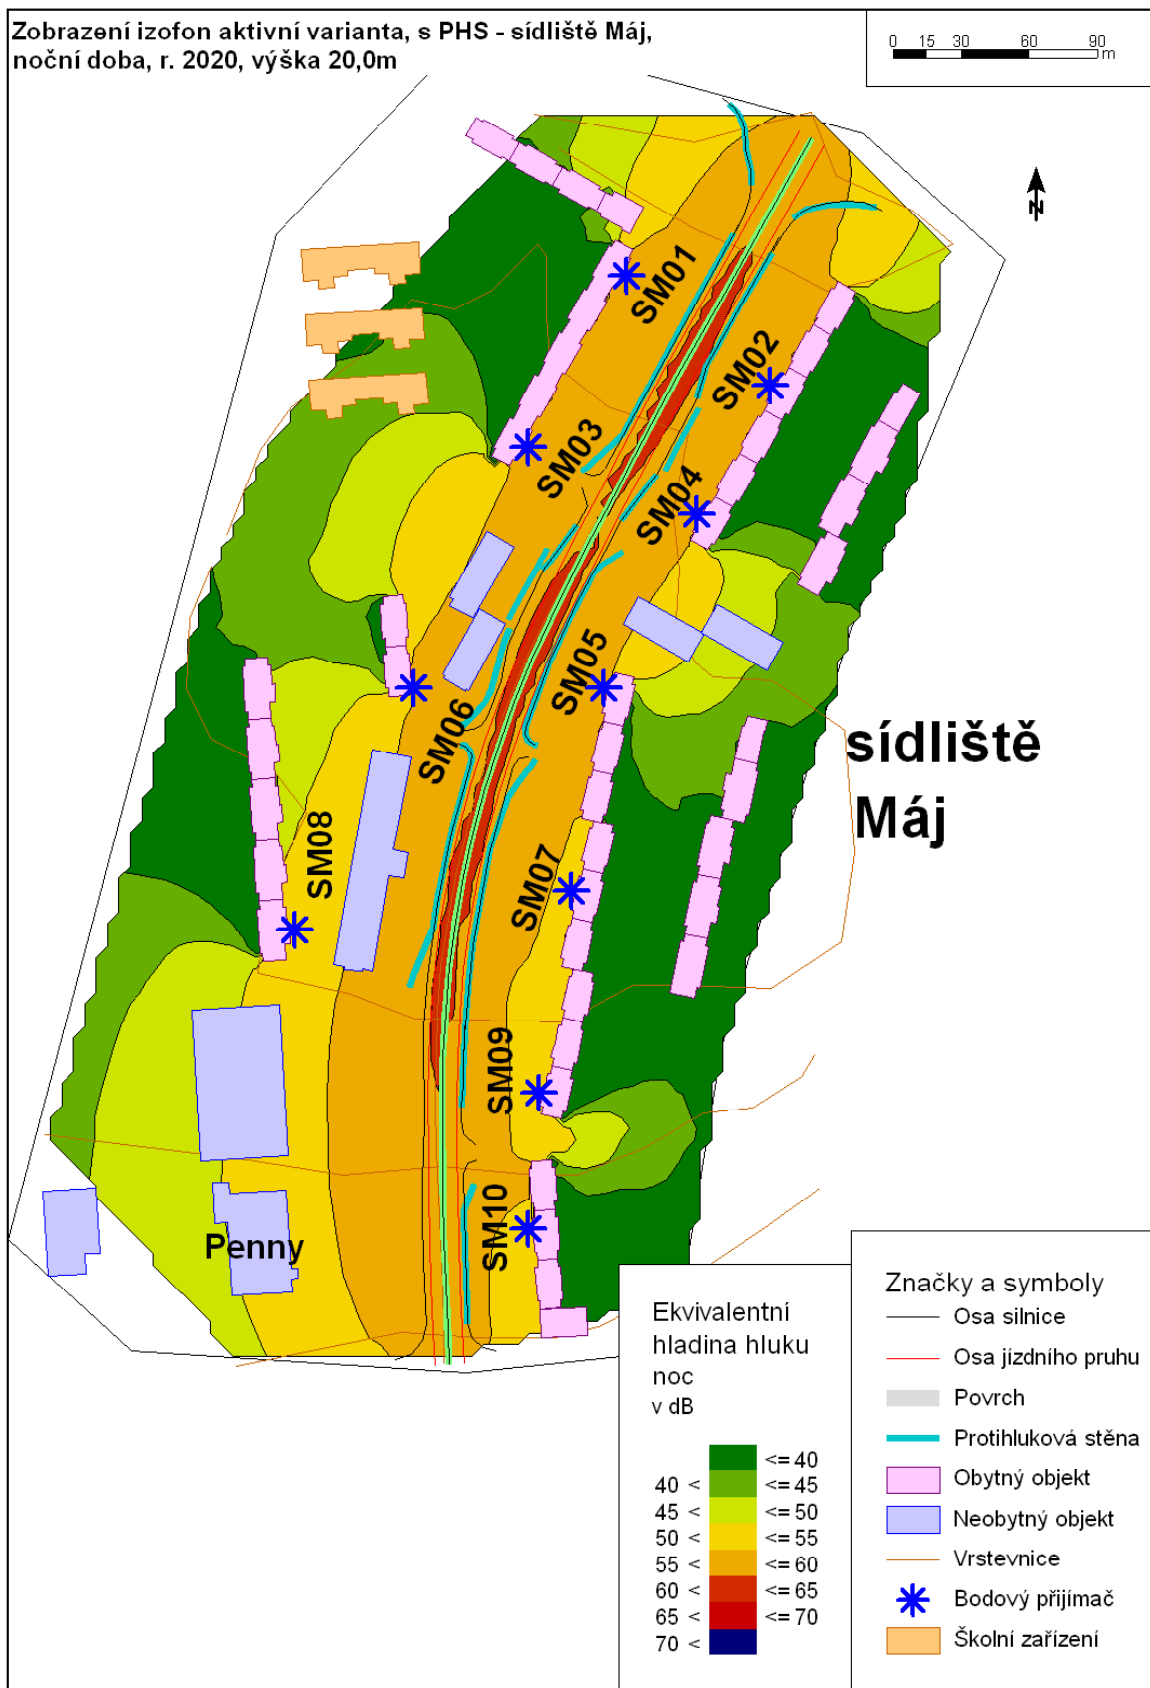 Zobrazení izofon aktivní varianta, s PHS - sídliště Máj,
noční doba, r. 2020, výška 20,0m
0 15 30 60 90
m
N
SM01
SM02
SM03
SM04
SM05
SM06
sídliště
Máj
SM08
SM07
SM09
SM10
Penny
Ekvivalentní
hladina hluku
noc
v dB
<= 40
40 < <= 45
45 < <= 50
50 < <= 55
55 < <= 60
60 < <= 65
65 < <= 70
70 <
Značky a symboly
Osa silnice
Osa jízdního pruhu
Povrch
Protihluková stěna
Obytný objekt
Neobytný objekt
Vrstevnice
Bodový přijímač
Školní zařízení